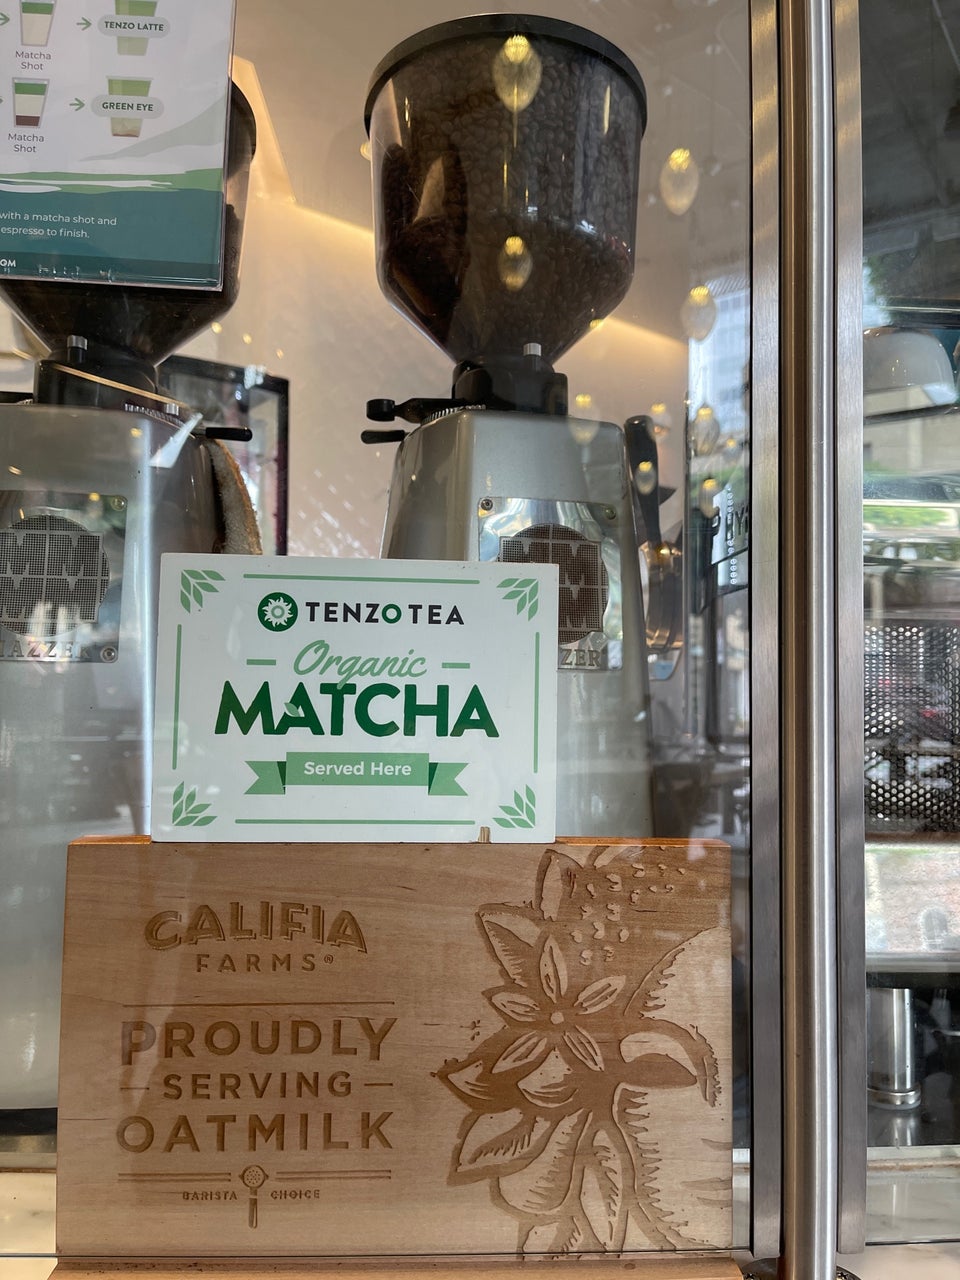 TENZO LATTE
Matcha
Shot
GREEN EYE
Matcha
Shot
with a matcha shot and
espresso to finish.
TENZO TEA
Organic
MATCHA
Served Here
CALIFIA
FARMS®
PROUDLY
SERVING
OATMILK
BARISTA CHOICE